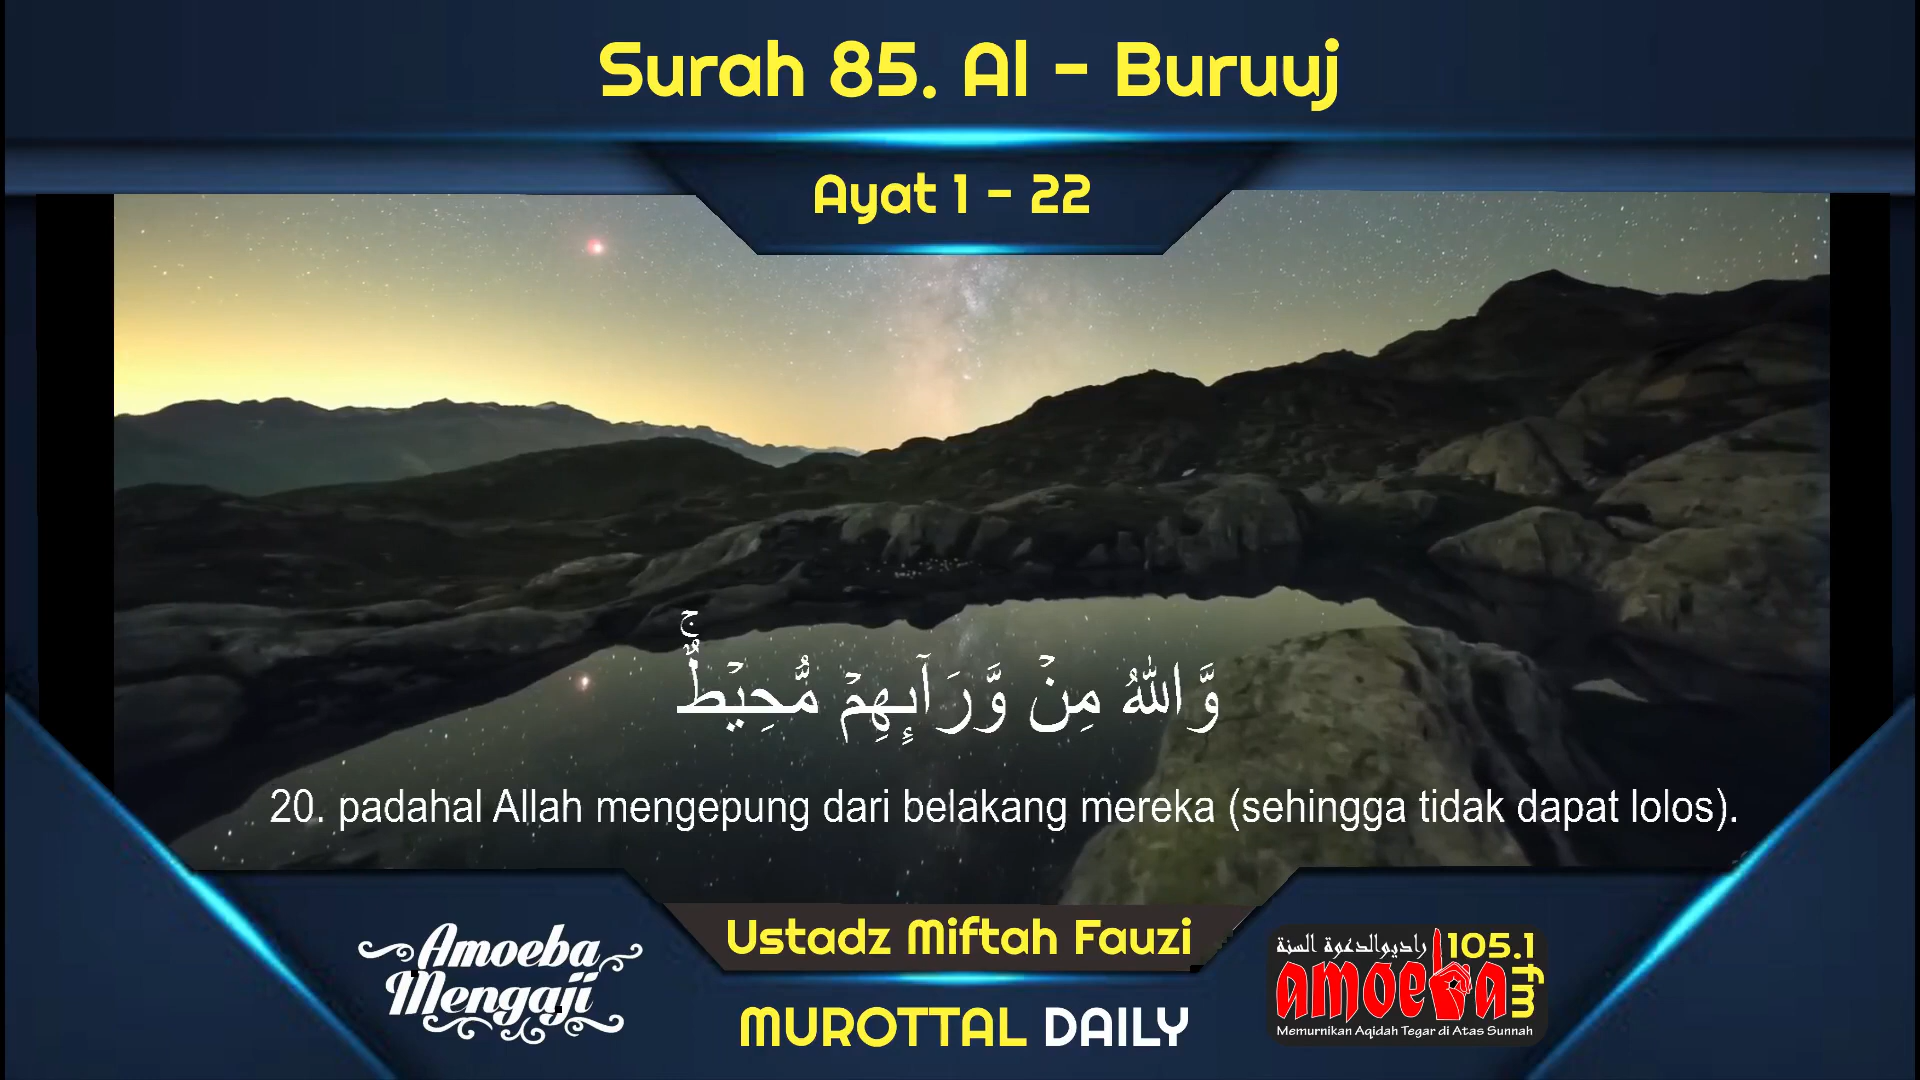 Surah 85. Al - Buruuj
Ayat 1 - 22
وَّاللّٰهُ مِنْۢ وَّرَآىِٕهِمْ مُّحِيْطٌۚ
20. padahal Allah mengepung dari belakang mereka (sehingga tidak dapat lolos).
Ustadz Miftah Fauzi
MUROTTAL DAILY
Amoeba
Mengaji
راديو الدعوة السنة
105.1
amoeba
fm
Memurnikan Aqidah Tegar di Atas Sunnah